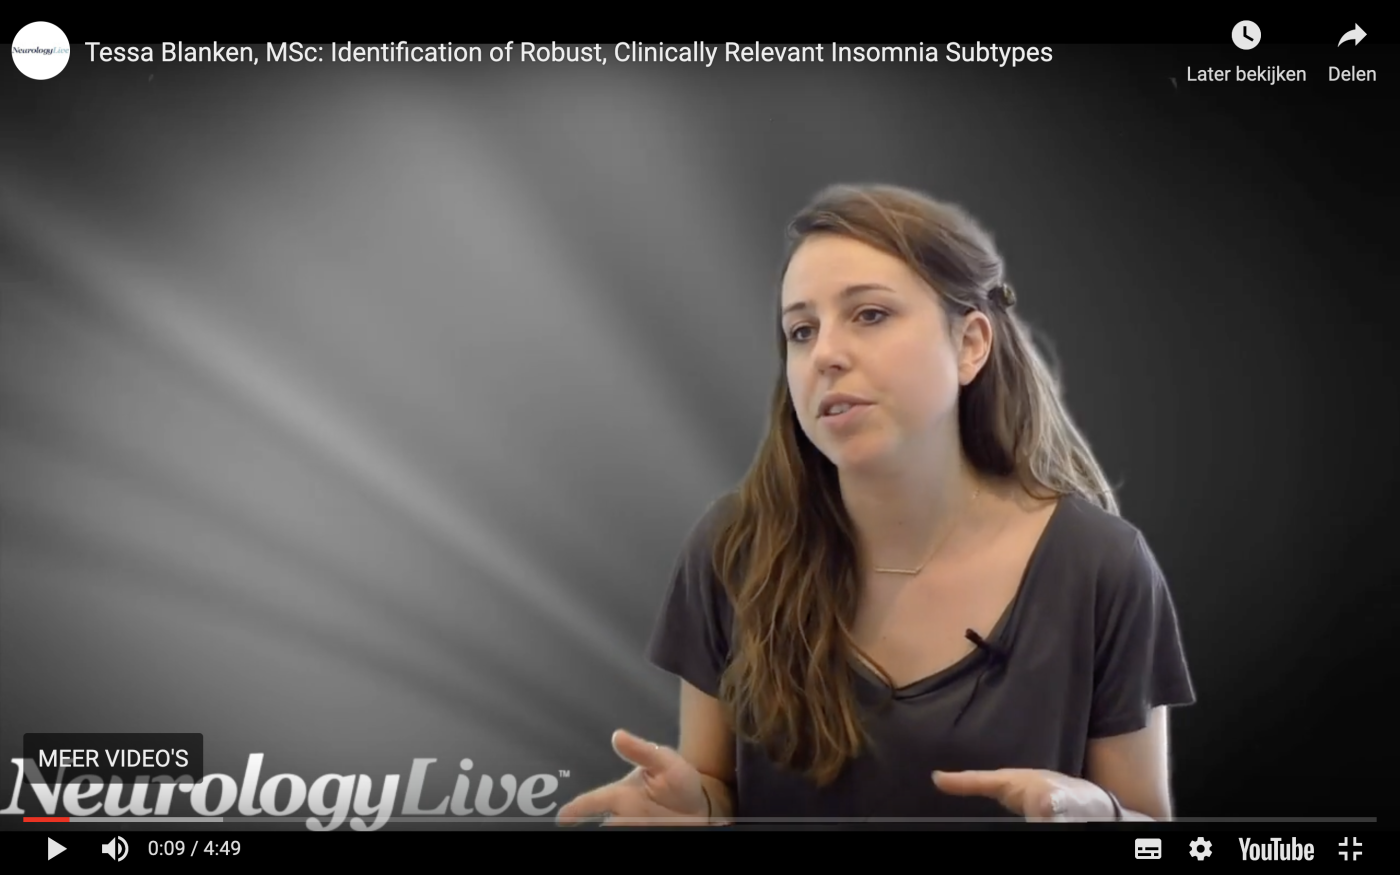 NeurologyLive
Tessa Blanken, MSc: Identification of Robust, Clinically Relevant Insomnia Subtypes
Later bekijken
Delen
MEER VIDEO'S
NeurologyLive™
0:09 / 4:49
YouTube